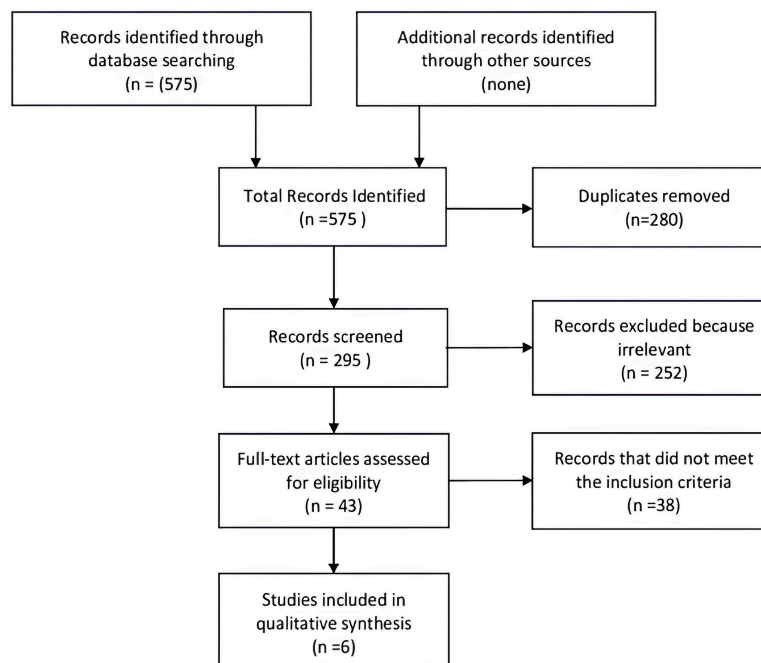 Records identified through
database searching
(n = (575)
Additional records identified
through other sources
(none)
Total Records Identified
(n =575 )
Duplicates removed
(n=280)
Records screened
(n = 295 )
Records excluded because
irrelevant
(n = 252)
Full-text articles assessed
for eligibility
(n = 43)
Records that did not meet
the inclusion criteria
(n =38)
Studies included in
qualitative synthesis
(n =6)